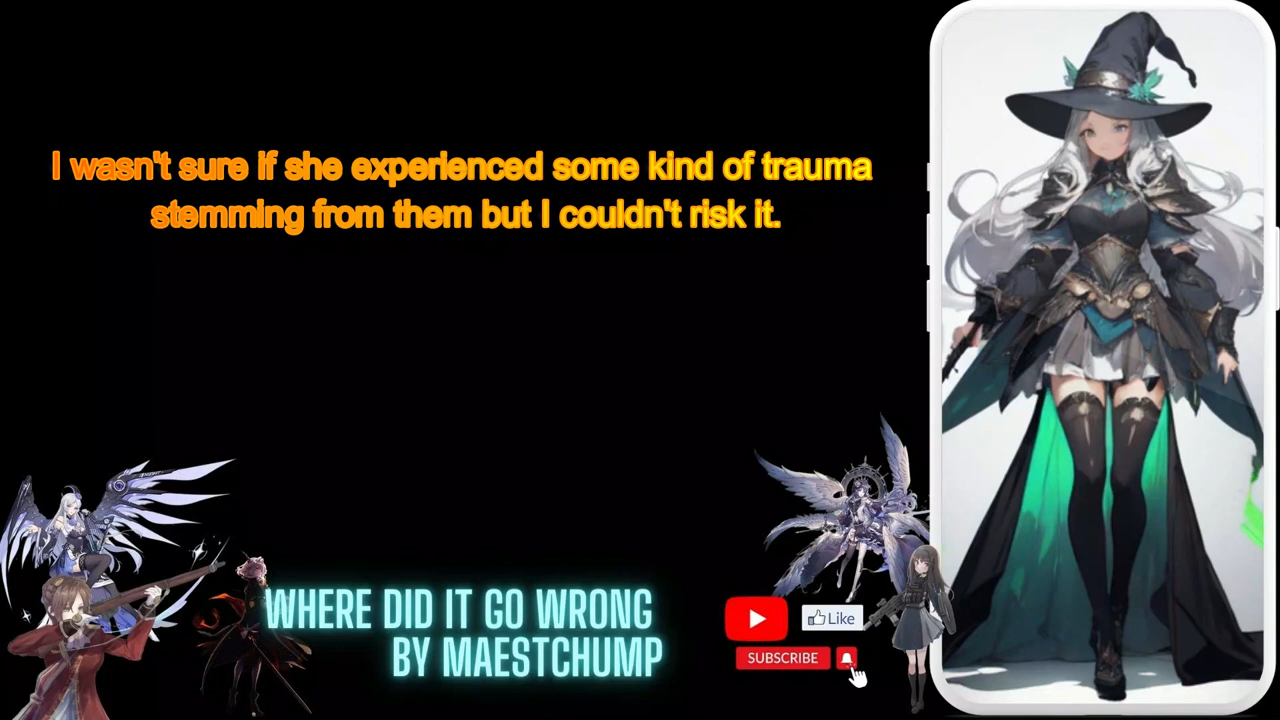 I wasn't sure if she experienced some kind of trauma
stemming from them but I couldn't risk it.
WHERE DID IT GO WRONG
BY MAESTCHUMP
Like
SUBSCRIBE